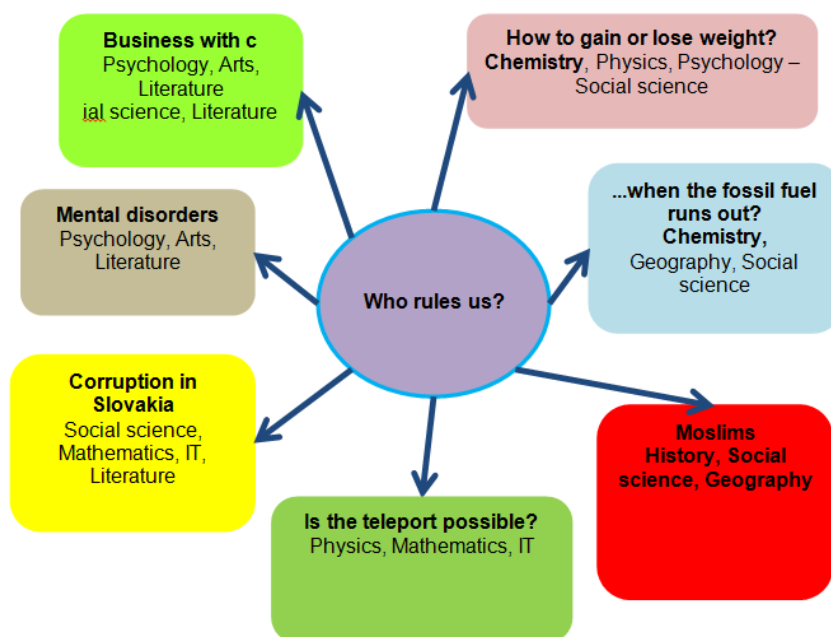 Business with c
Psychology, Arts,
Literature
ial science, Literature
How to gain or lose weight?
Chemistry, Physics, Psychology –
Social science
Mental disorders
Psychology, Arts,
Literature
...when the fossil fuel
runs out?
Chemistry,
Geography, Social
science
Who rules us?
Corruption in
Slovakia
Social science,
Mathematics, IT,
Literature
Moslims
History, Social
science, Geography
Is the teleport possible?
Physics, Mathematics, IT